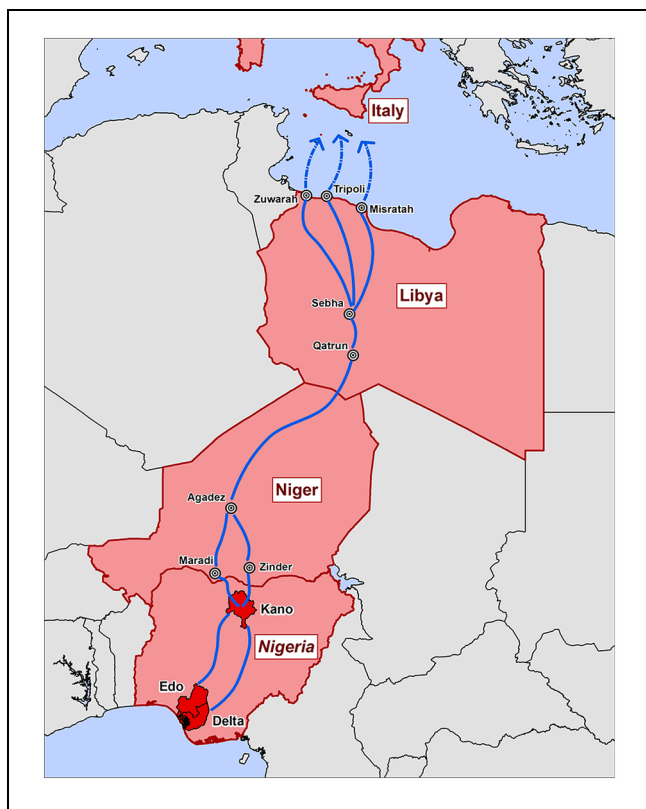 Italy
Zuwarah
Tripoli
Misratah
Sebha
Libya
Qatrun
Agadez
Niger
Maradi
Zinder
Kano
Nigeria
Edo
Delta